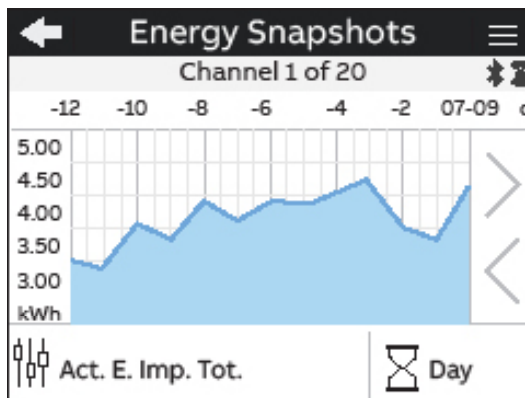 Energy Snapshots
Channel 1 of 20
-12 -10 -8 -6 -4 -2 07-09
5.00
4.50
4.00
3.50
3.00
kWh
Act. E. Imp. Tot. Day